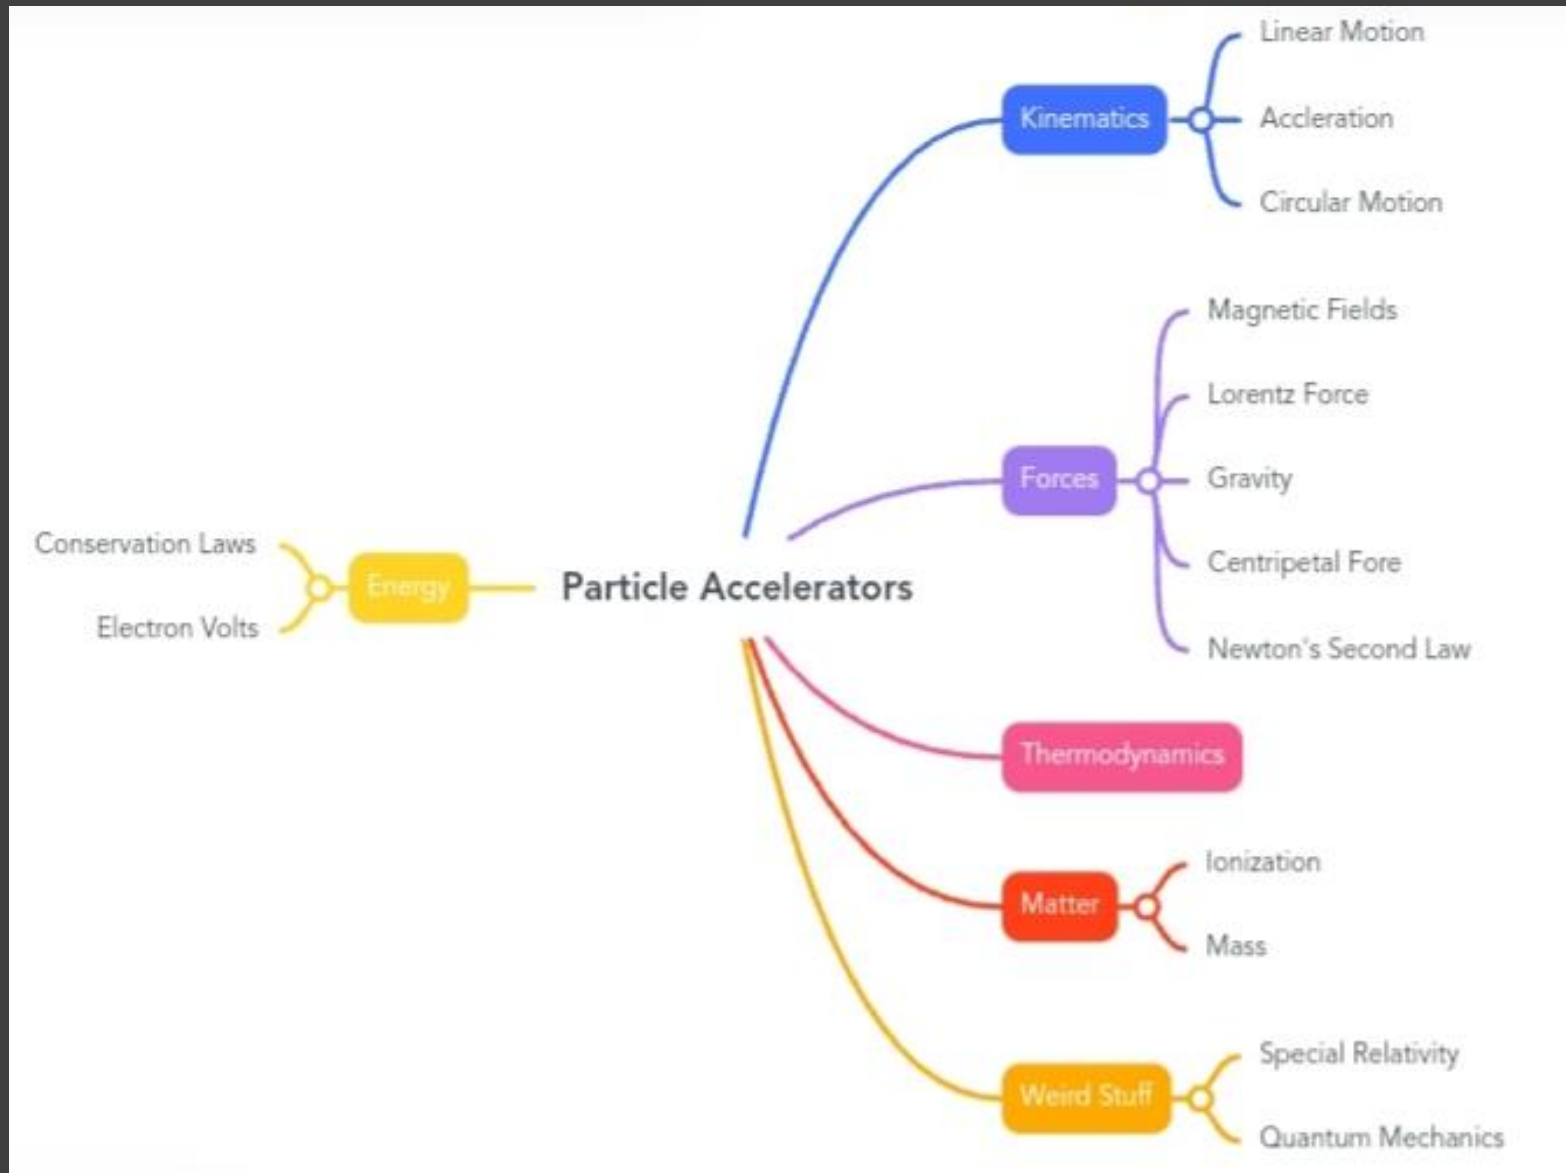 Linear Motion
Kinematics
Accleration
Circular Motion
Magnetic Fields
Lorentz Force
Forces
Gravity
Centripetal Fore
Newton's Second Law
Conservation Laws
Energy
Electron Volts
Particle Accelerators
Thermodynamics
Ionization
Matter
Mass
Special Relativity
Weird Stuff
Quantum Mechanics